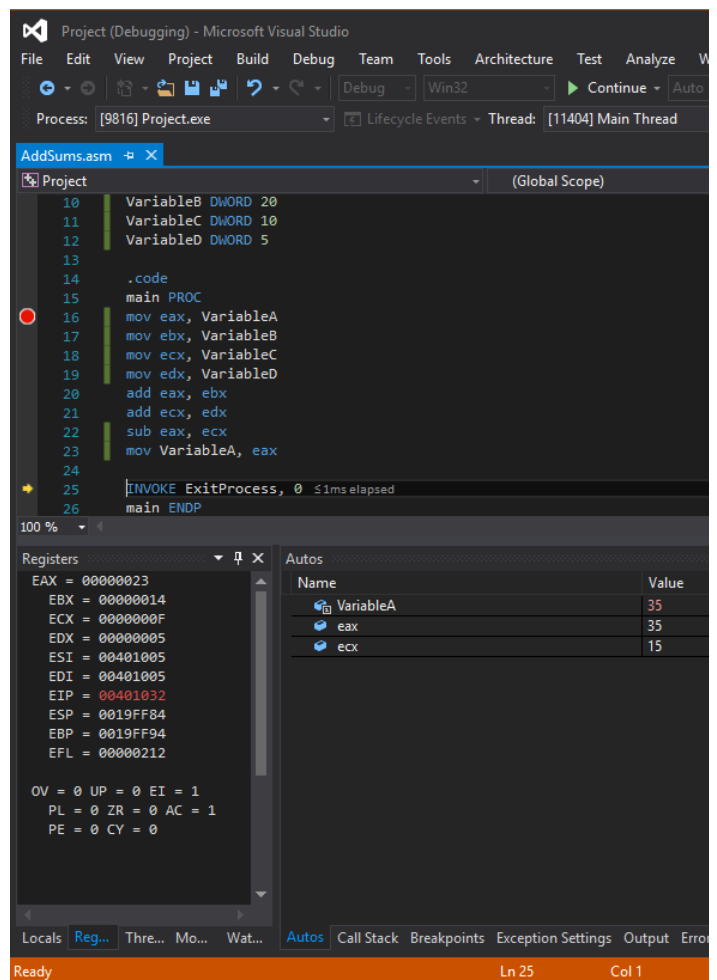 Project (Debugging) - Microsoft Visual Studio
File Edit View Project Build Debug Team Tools Architecture Test Analyze W
Debug Win32 Continue Auto
Process: [9816] Project.exe Lifecycle Events Thread: [11404] Main Thread
AddSums.asm
Project (Global Scope)
10 VariableB DWORD 20
11 VariableC DWORD 10
12 VariableD DWORD 5
13
14 .code
15 main PROC
16 mov eax, VariableA
17 mov ebx, VariableB
18 mov ecx, VariableC
19 mov edx, VariableD
20 add eax, ebx
21 add ecx, edx
22 sub eax, ecx
23 mov VariableA, eax
24
25 INVOKE ExitProcess, 0 ≤1ms elapsed
26 main ENDP
100 %
Registers
EAX = 00000023
EBX = 00000014
ECX = 0000000F
EDX = 00000005
ESI = 00401005
EDI = 00401005
EIP = 00401032
ESP = 0019FF84
EBP = 0019FF94
EFL = 00000212
OV = 0 UP = 0 EI = 1
PL = 0 ZR = 0 AC = 1
PE = 0 CY = 0
Autos
Name Value
VariableA 35
eax 35
ecx 15
Locals Reg... Thre... Mo... Wat...
Autos Call Stack Breakpoints Exception Settings Output Error
Ready Ln 25 Col 1